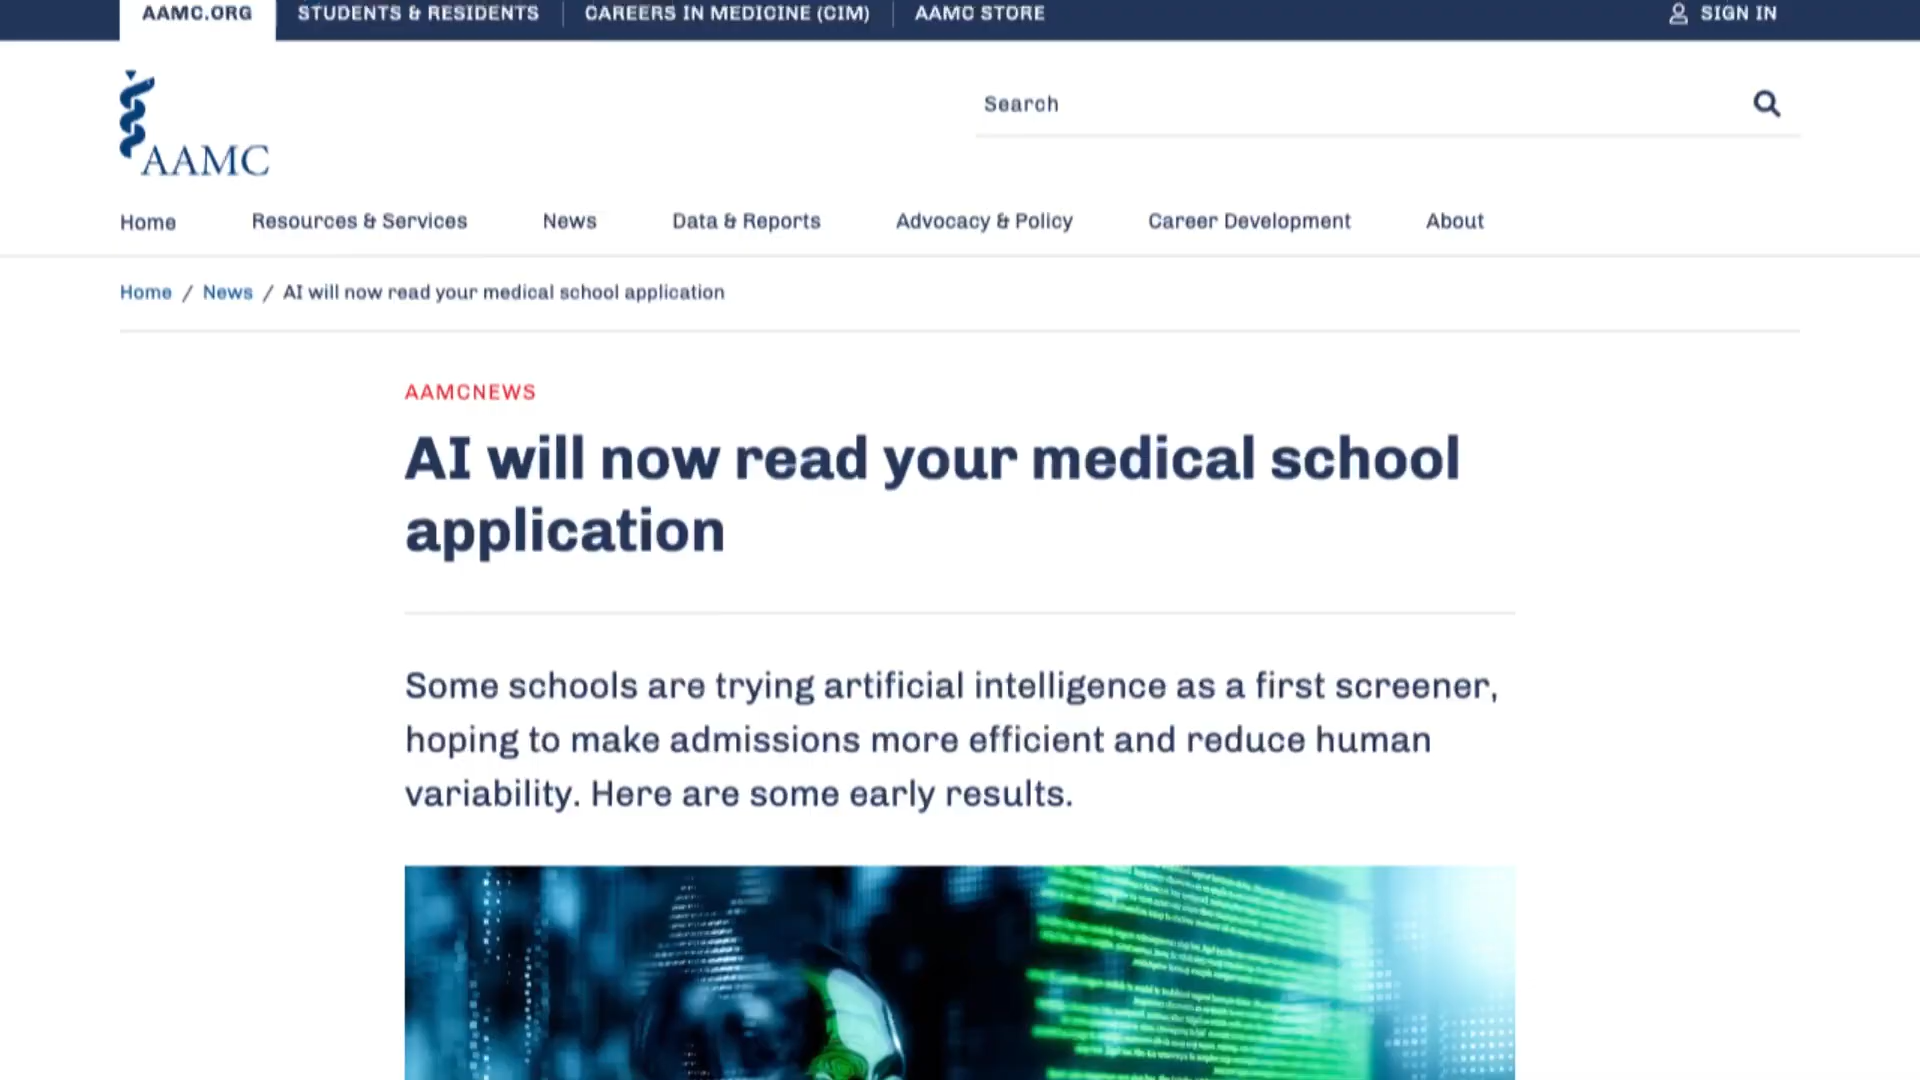 AAMC.ORG
STUDENTS & RESIDENTS
CAREERS IN MEDICINE (CIM)
AAMC STORE
SIGN IN
AAMC
Search
Home
Resources & Services
News
Data & Reports
Advocacy & Policy
Career Development
About
Home / News / AI will now read your medical school application
AAMCNEWS
AI will now read your medical school
application
Some schools are trying artificial intelligence as a first screener,
hoping to make admissions more efficient and reduce human
variability. Here are some early results.